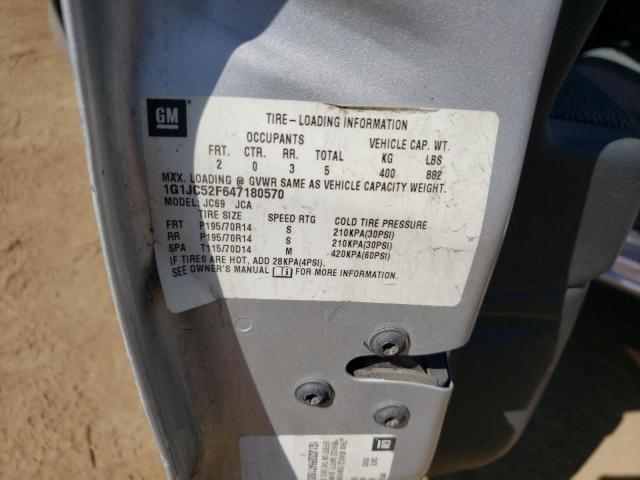 GM
TIRE-LOADING INFORMATION
OCCUPANTS VEHICLE CAP. WT.
FRT. CTR. RR. TOTAL KG LBS
2 0 3 5 400 882
MAX. LOADING @ GVWR SAME AS VEHICLE CAPACITY WEIGHT.
1G1JC52F647180570
MODEL: JC69 JCA
TIRE SIZE SPEED RTG COLD TIRE PRESSURE
FRT P195/70R14 S 210KPA(30PSI)
RR P195/70R14 S 210KPA(30PSI)
SPA T115/70D14 M 420KPA(60PSI)
IF TIRES ARE HOT, ADD 28KPA(4PSI).
SEE OWNER'S MANUAL FOR MORE INFORMATION.
GM